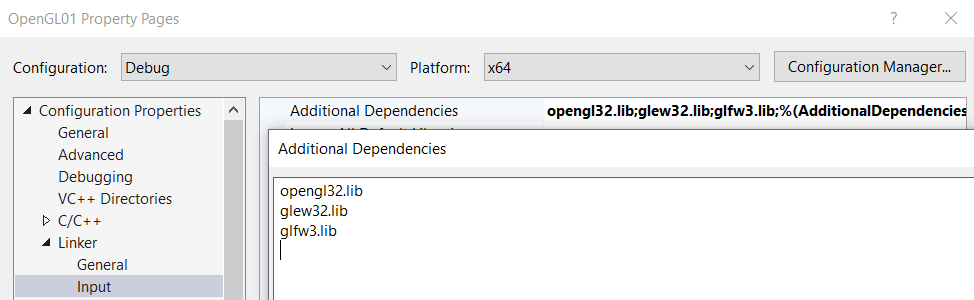 OpenGL01 Property Pages
Configuration: Debug Platform: x64 Configuration Manager...
Configuration Properties
General
Advanced
Debugging
VC++ Directories
C/C++
Linker
General
Input
Additional Dependencies opengl32.lib;glew32.lib;glfw3.lib;%(AdditionalDependencies
Additional Dependencies
opengl32.lib
glew32.lib
glfw3.lib